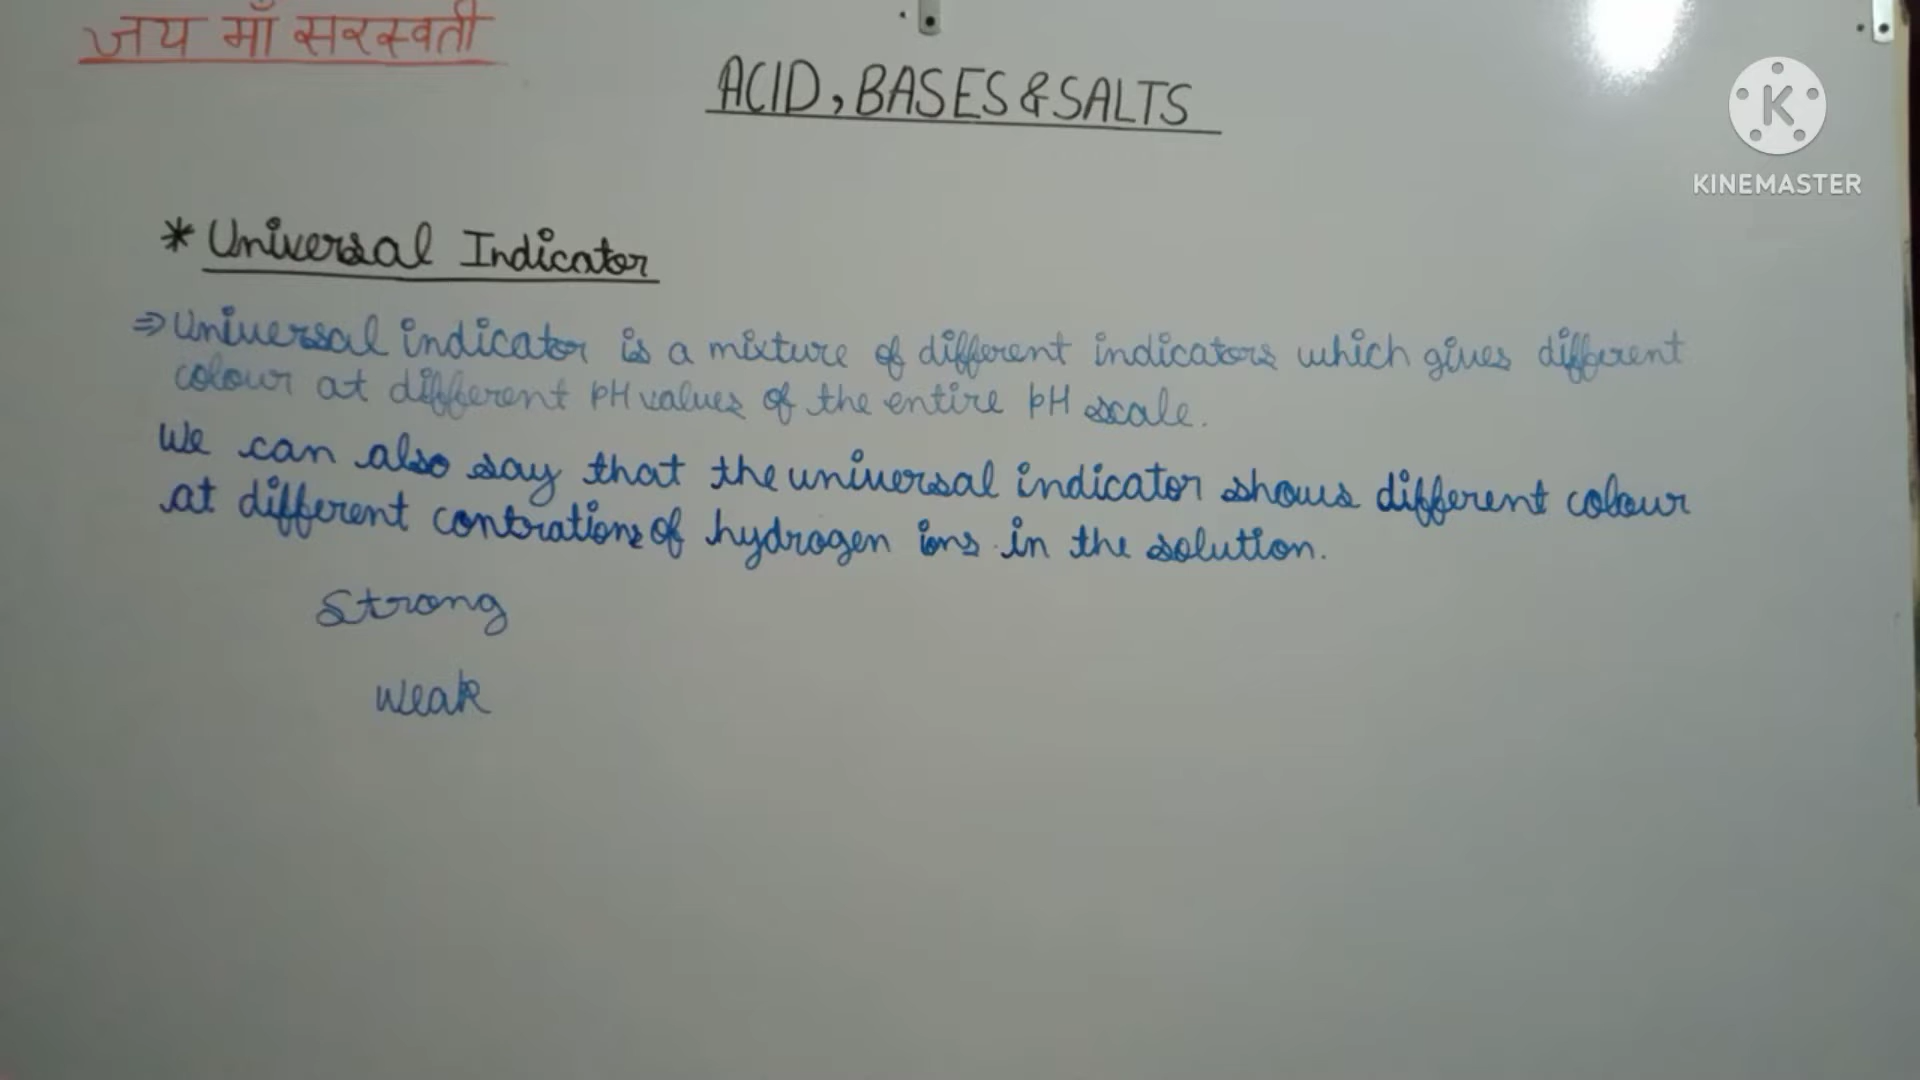 जय माँ सरस्वती
ACID, BASES & SALTS
K
KINEMASTER
* Universal Indicator
⇒ Universal indicator is a mixture of different indicators which gives different
colour at different pH values of the entire pH scale.
We can also say that the universal indicator shows different colour
at different contrations of hydrogen ions in the solution.
Strong
Weak